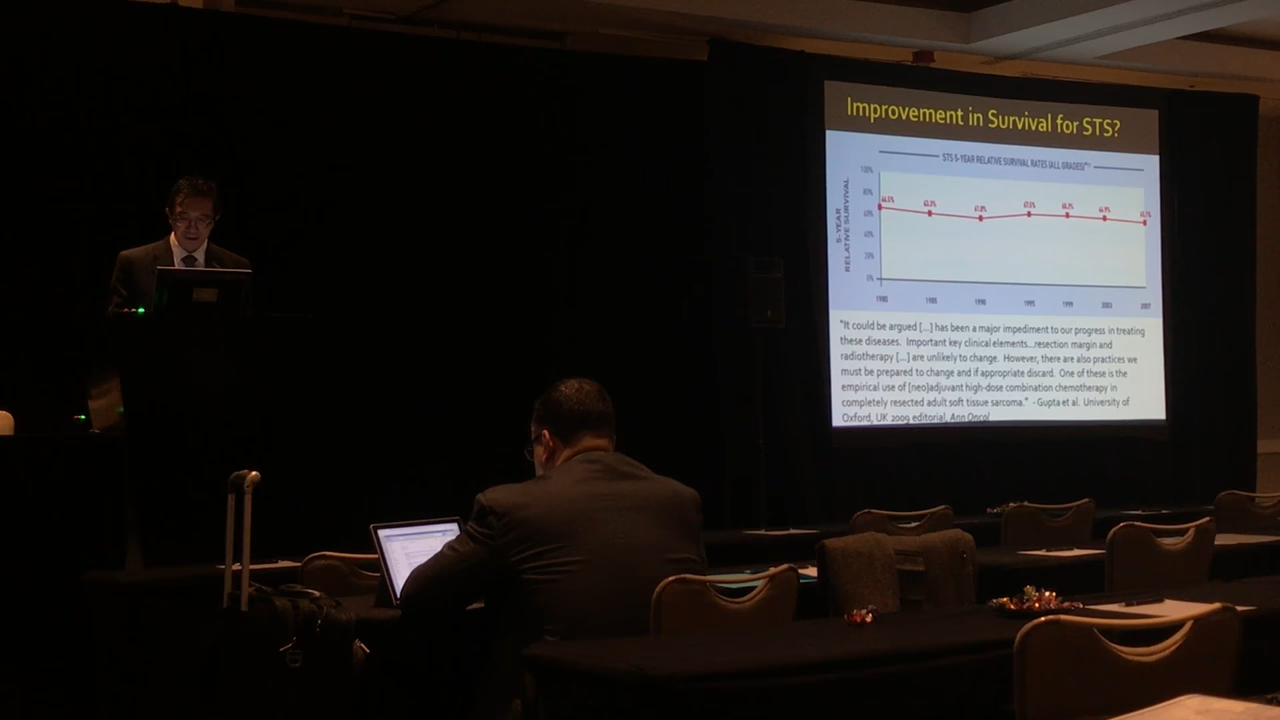 Improvement in Survival for STS?
STS 5-YEAR RELATIVE SURVIVAL RATES (ALL GRADES)
100%
80%
60%
40%
20%
0%
5-YEAR
RELATIVE SURVIVAL
1980
1985
1990
1995
1999
2003
2007
"It could be argued [...] has been a major impediment to our progress in treating
these diseases. Important key clinical elements...resection margin and
radiotherapy [...] are unlikely to change. However, there are also practices we
must be prepared to change and if appropriate discard. One of these is the
empirical use of [neo]adjuvant high-dose combination chemotherapy in
completely resected adult soft tissue sarcoma." - Gupta et al. University of
Oxford, UK 2009 editorial, Ann Oncol